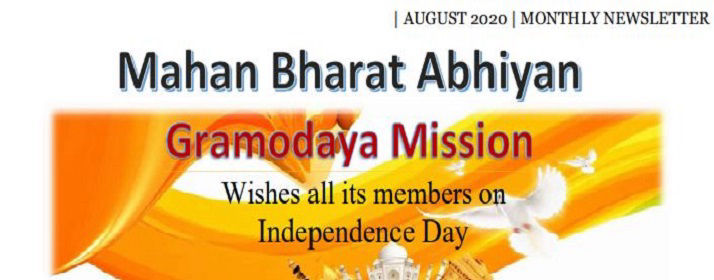 | AUGUST 2020 | MONTHLY NEWSLETTER
Mahan Bharat Abhiyan
Gramodaya Mission
Wishes all its members on
Independence Day